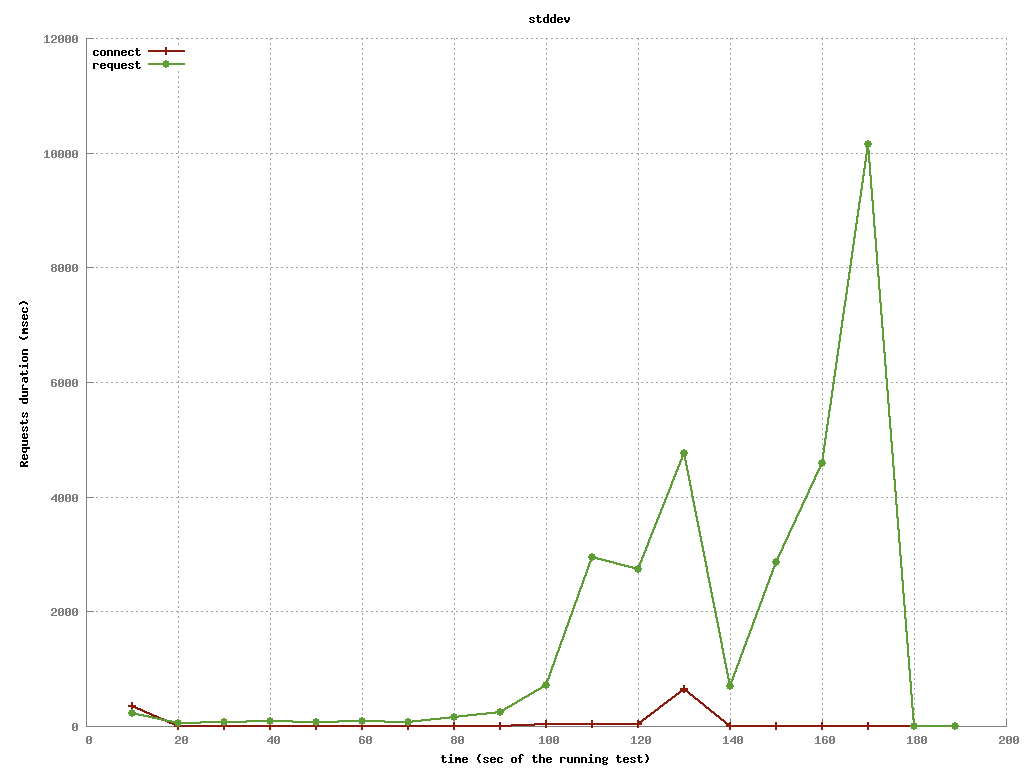 stddev
connect
request
12000
10000
8000
6000
4000
2000
0
Requests duration (msec)
0 20 40 60 80 100 120 140 160 180 200
time (sec of the running test)